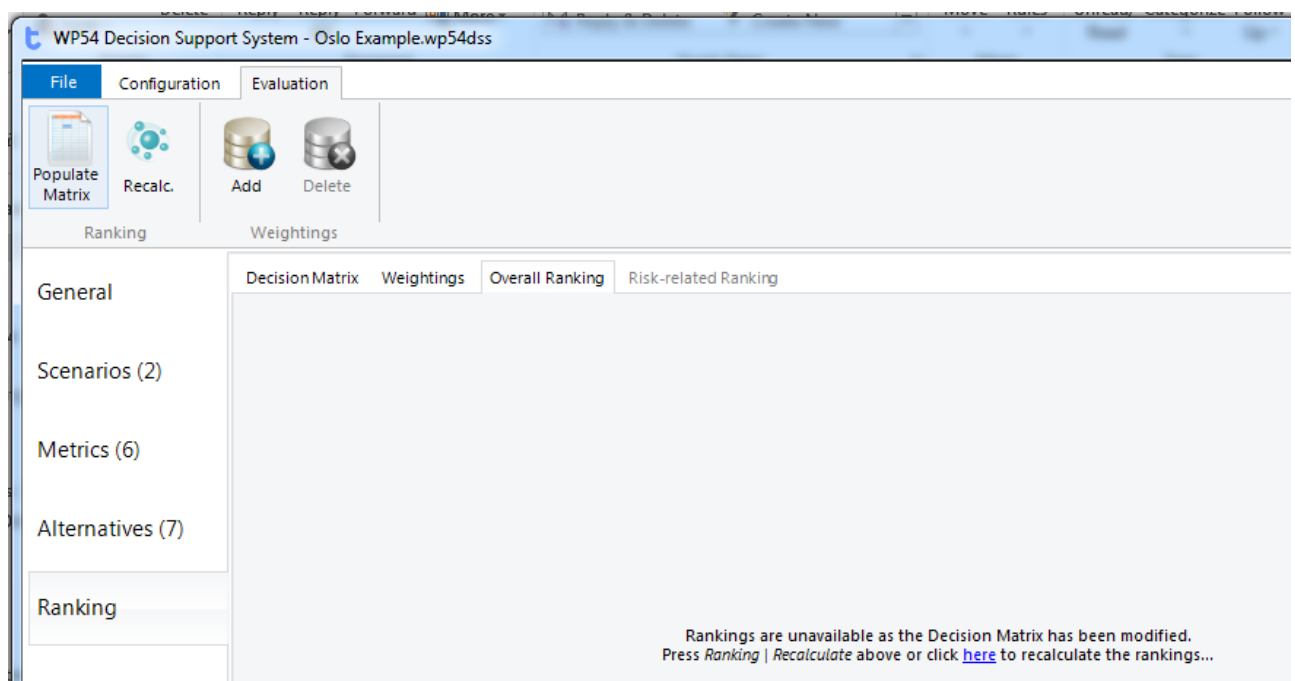 WP54 Decision Support System - Oslo Example.wp54dss
File Configuration Evaluation
Populate
Matrix
Recalc.
Add
Delete
Ranking
Weightings
General
Scenarios (2)
Metrics (6)
Alternatives (7)
Ranking
Decision Matrix Weightings Overall Ranking Risk-related Ranking
Rankings are unavailable as the Decision Matrix has been modified.
Press Ranking | Recalculate above or click here to recalculate the rankings...